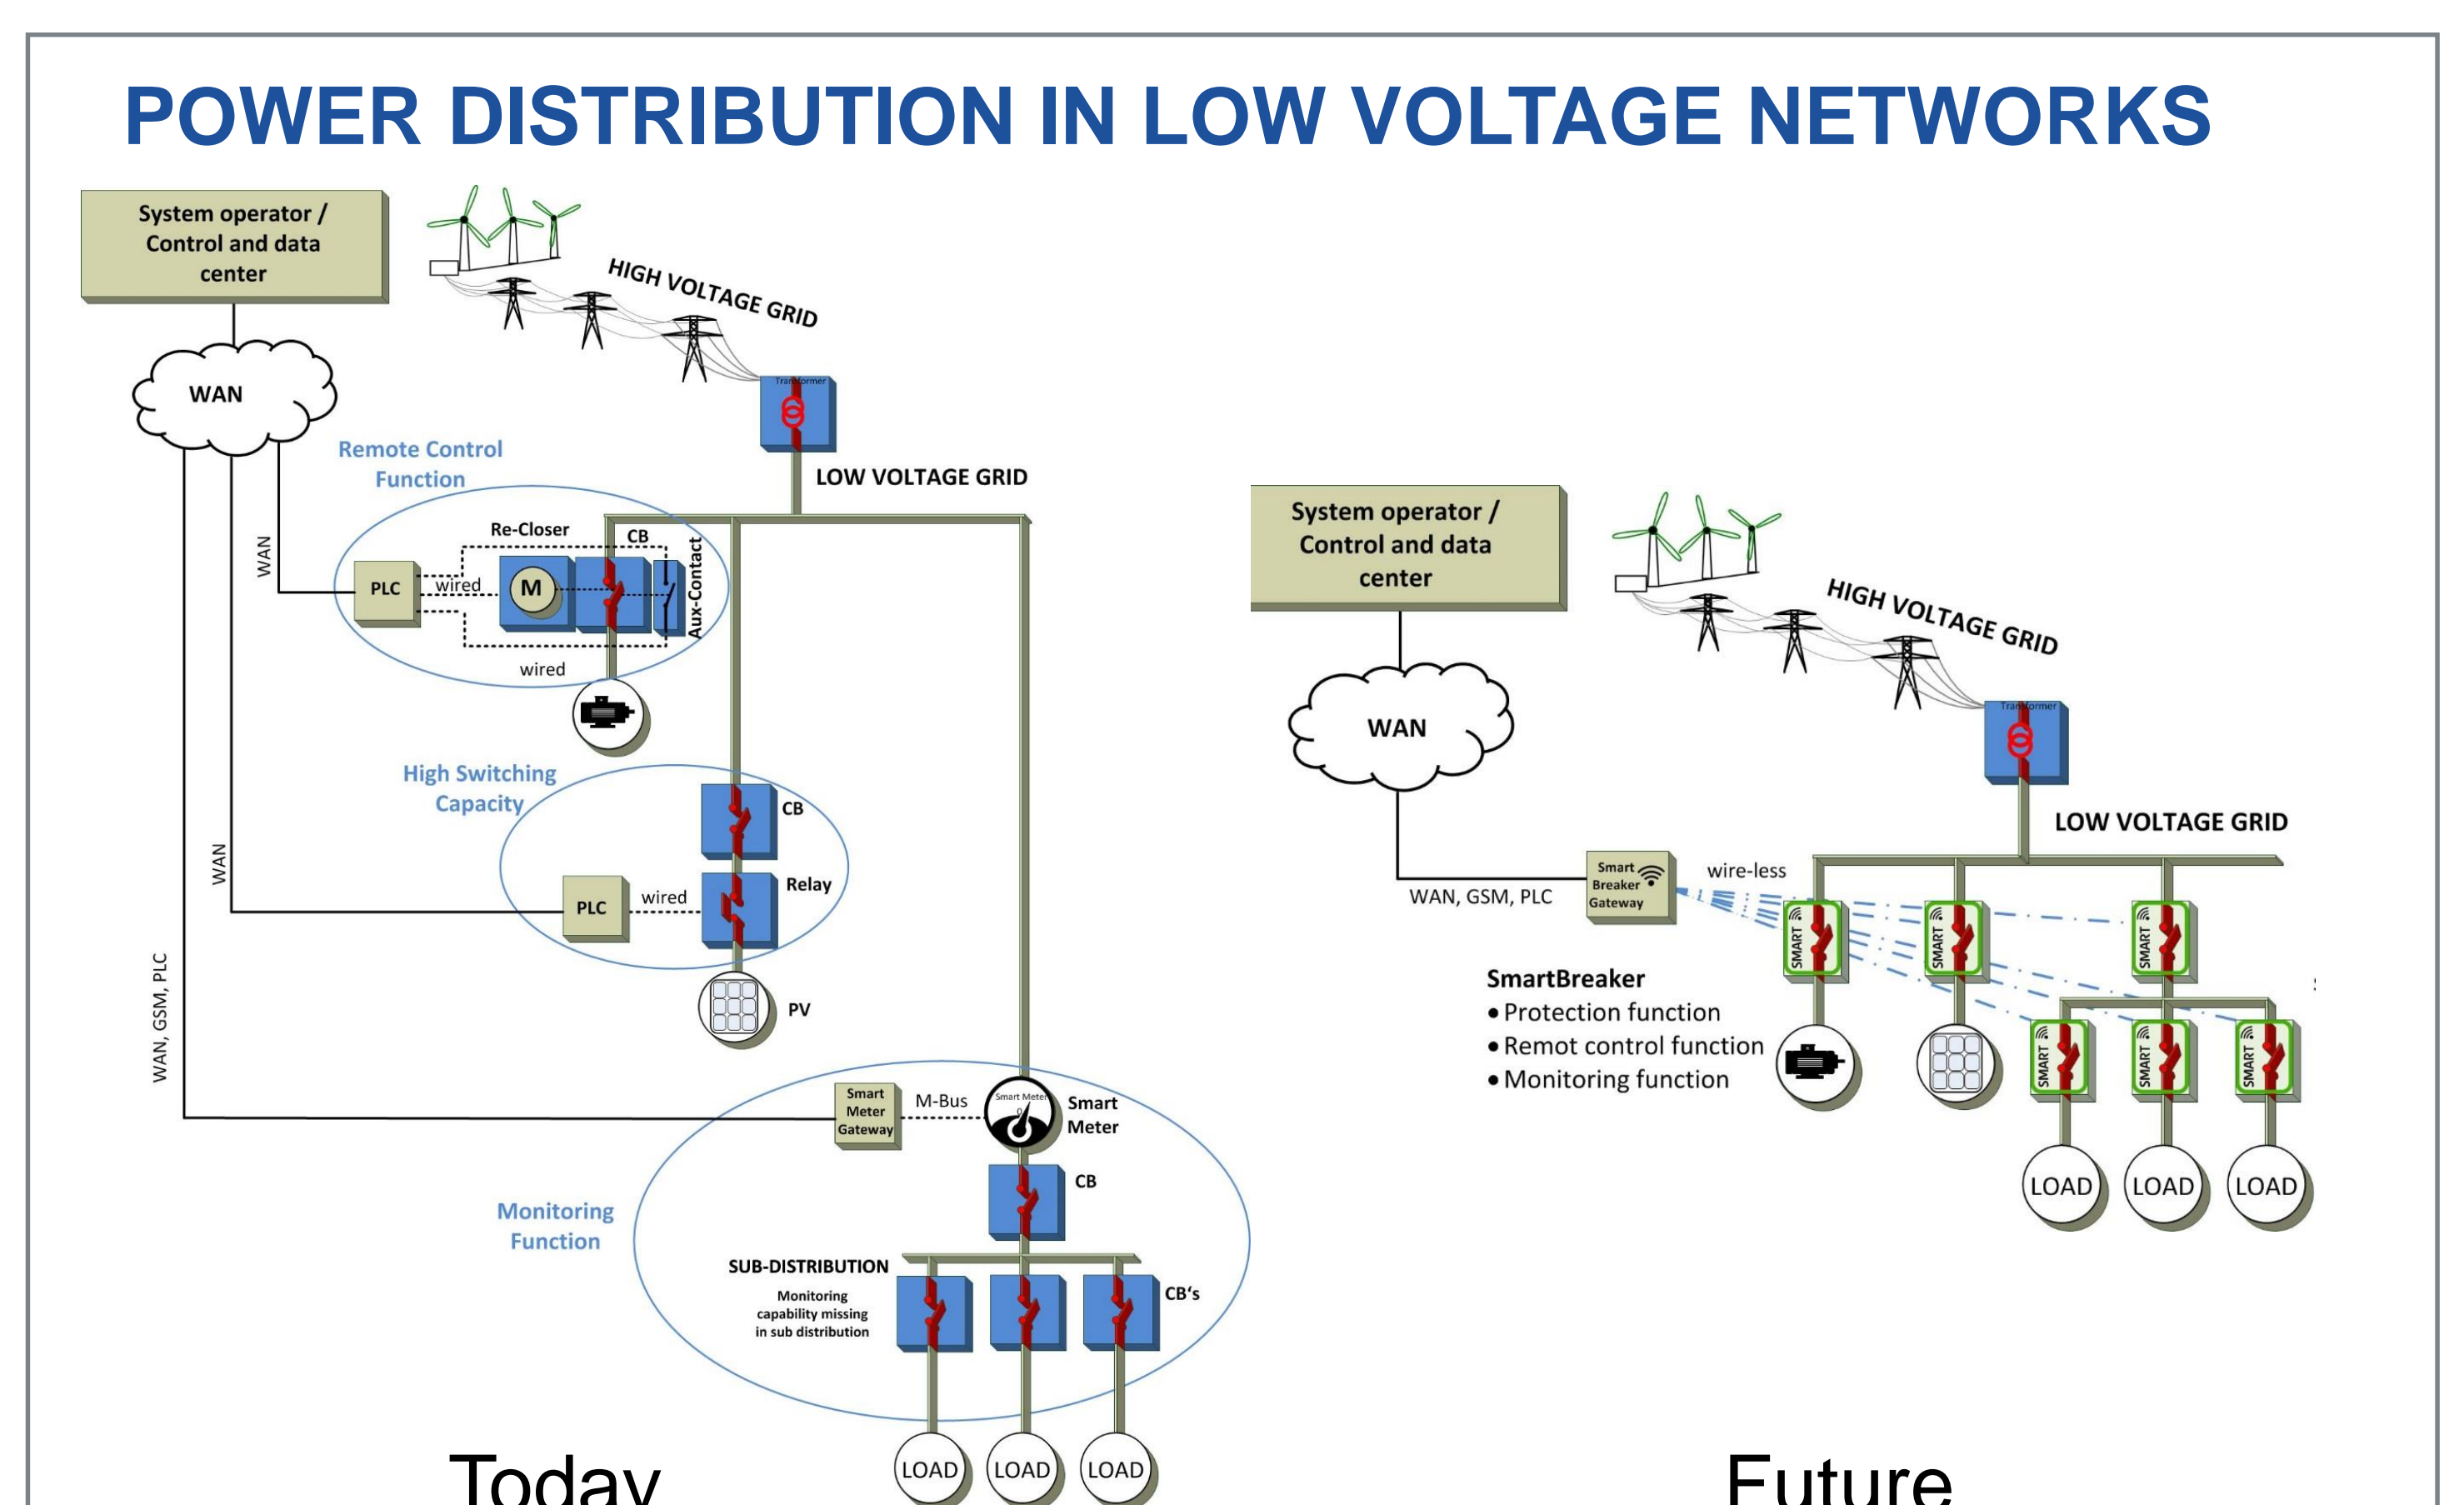 POWER DISTRIBUTION IN LOW VOLTAGE NETWORKS
System operator /
Control and data
center
HIGH VOLTAGE GRID
WAN
Transformer
LOW VOLTAGE GRID
Remote Control
Function
WAN
Re-Closer
CB
Aux-Contact
PLC
wired
M
wired
High Switching
Capacity
CB
WAN
Relay
PLC
wired
PV
WAN, GSM, PLC
Smart
Meter
Gateway
M-Bus
Smart Meter
0
Smart
Meter
CB
Monitoring
Function
SUB-DISTRIBUTION
Monitoring
capability missing
in sub distribution
CB's
LOAD
LOAD
LOAD
Today
System operator /
Control and data
center
HIGH VOLTAGE GRID
WAN
Transformer
LOW VOLTAGE GRID
WAN, GSM, PLC
Smart
Breaker
Gateway
wire-less
SMART
SMART
SMART
SmartBreaker
• Protection function
• Remot control function
• Monitoring function
SMART
SMART
SMART
LOAD
LOAD
LOAD
Future